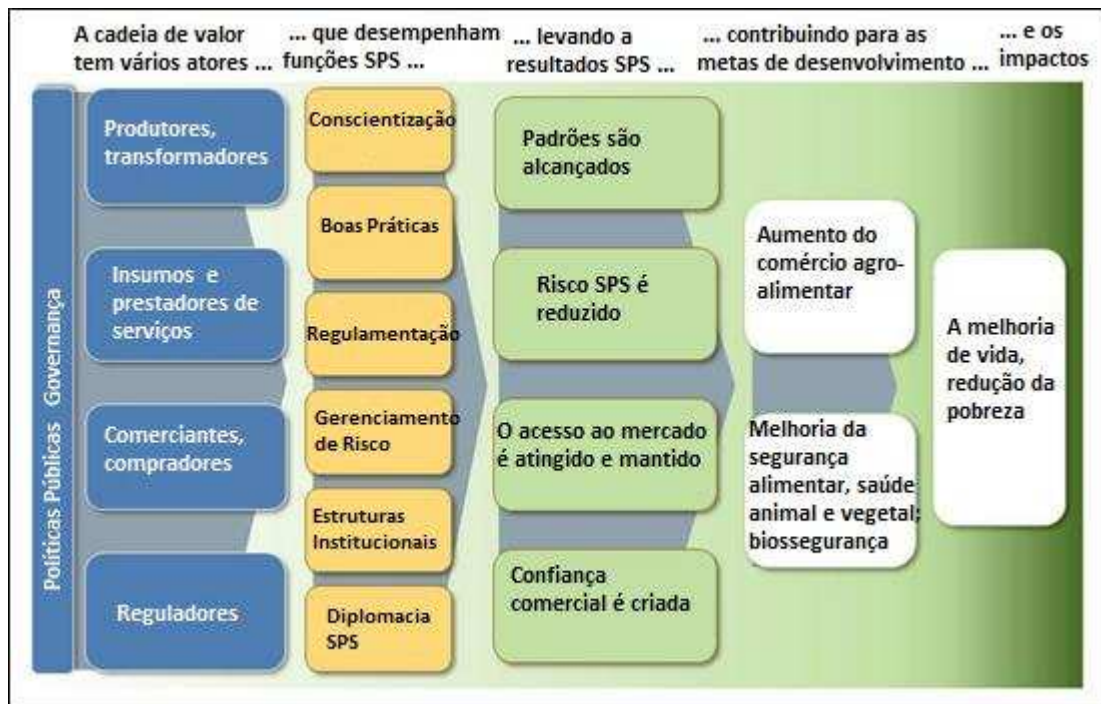 A cadeia de valor
tem vários atores ...
... que desempenham
funções SPS ...
... levando a
resultados SPS ...
... contribuindo para as
metas de desenvolvimento ...
... e os
impactos
Políticas Públicas Governança
Produtores,
transformadores
Insumos e
prestadores de
serviços
Comerciantes,
compradores
Reguladores
Conscientização
Boas Práticas
Regulamentação
Gerenciamento
de Risco
Estruturas
Institucionais
Diplomacia
SPS
Padrões são
alcançados
Risco SPS é
reduzido
O acesso ao mercado
é atingido e mantido
Confiança
comercial é criada
Aumento do
comércio agro-
alimentar
Melhoria da
segurança
alimentar, saúde
animal e vegetal;
biossegurança
A melhoria
de vida,
redução da
pobreza